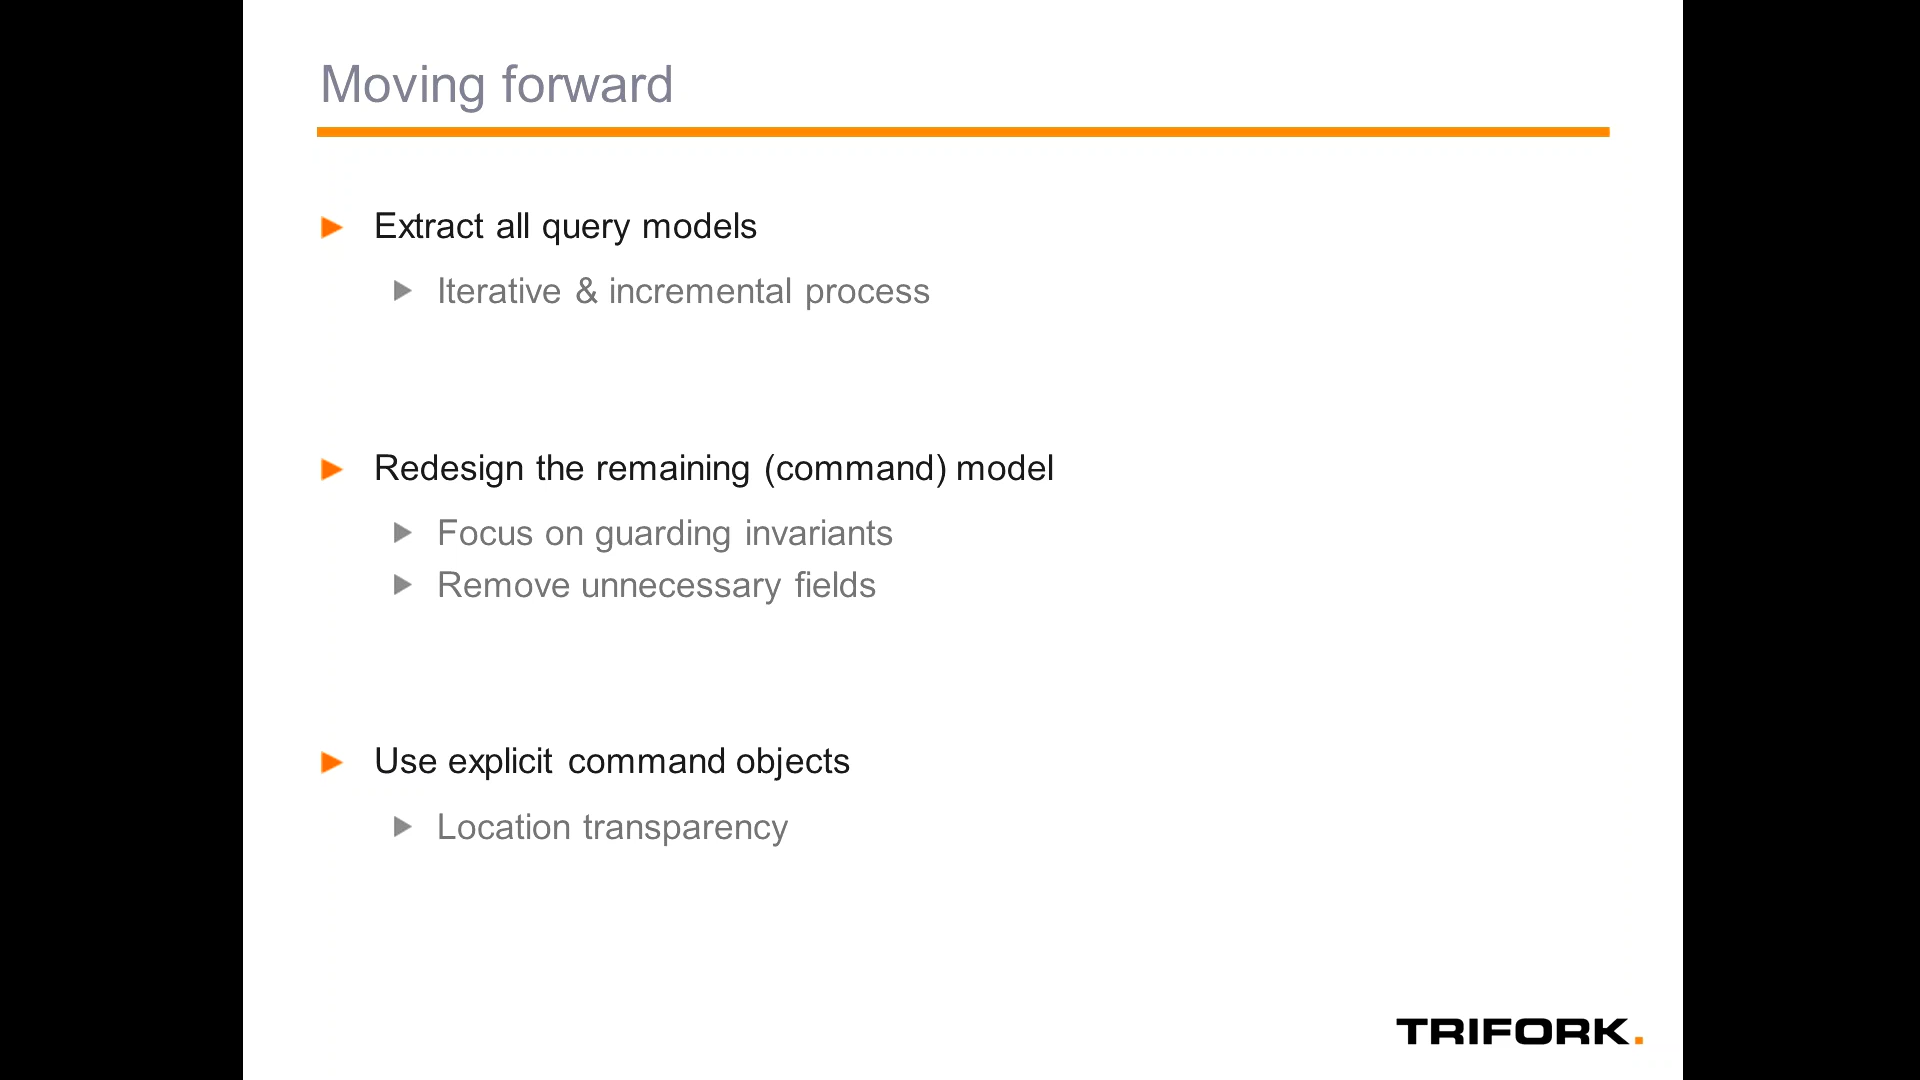 Moving forward
Extract all query models
Iterative & incremental process
Redesign the remaining (command) model
Focus on guarding invariants
Remove unnecessary fields
Use explicit command objects
Location transparency
TRIFORK.